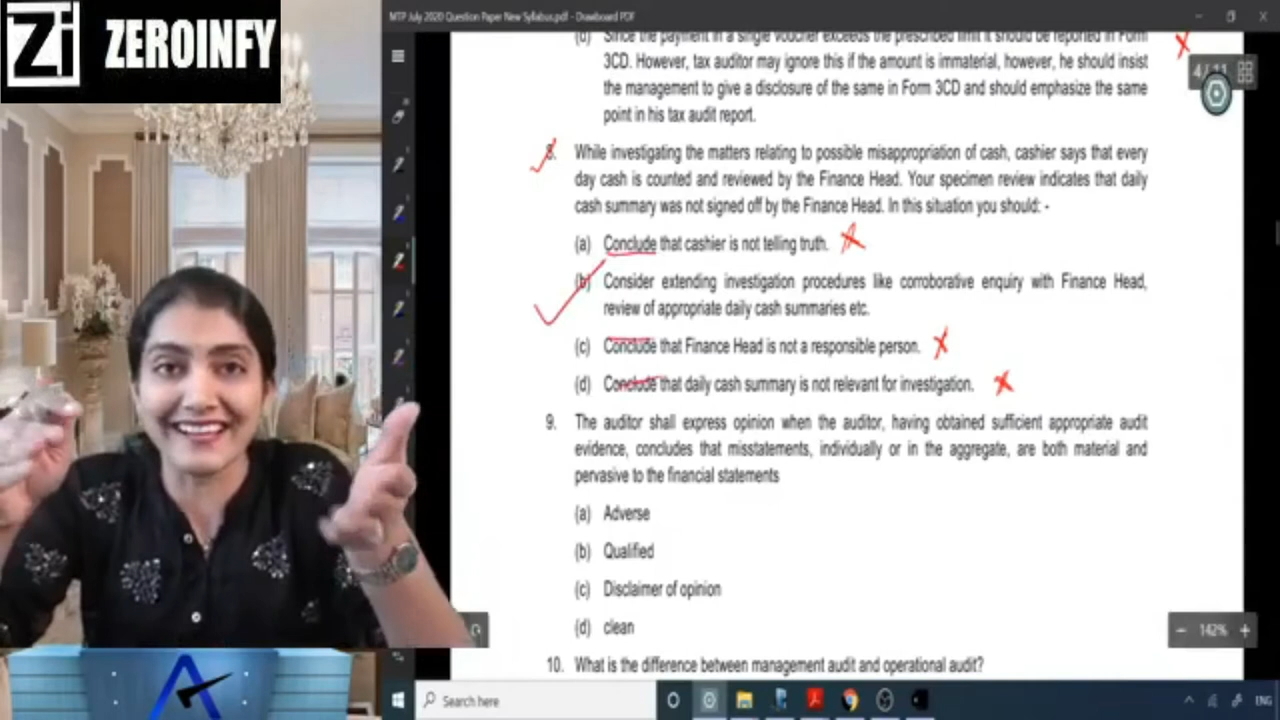 Zi ZEROINFY
MTP July 2020 Question Paper New Syllabus.pdf - Drawboard PDF
(d) Since the payment in a single voucher exceeds the prescribed limit it should be reported in Form
3CD. However, tax auditor may ignore this if the amount is immaterial, however, he should insist
the management to give a disclosure of the same in Form 3CD and should emphasize the same
point in his tax audit report.
4 / 11
8. While investigating the matters relating to possible misappropriation of cash, cashier says that every
day cash is counted and reviewed by the Finance Head. Your specimen review indicates that daily
cash summary was not signed off by the Finance Head. In this situation you should: -
(a) Conclude that cashier is not telling truth.
(b) Consider extending investigation procedures like corroborative enquiry with Finance Head,
review of appropriate daily cash summaries etc.
(c) Conclude that Finance Head is not a responsible person.
(d) Conclude that daily cash summary is not relevant for investigation.
9. The auditor shall express opinion when the auditor, having obtained sufficient appropriate audit
evidence, concludes that misstatements, individually or in the aggregate, are both material and
pervasive to the financial statements
(a) Adverse
(b) Qualified
(c) Disclaimer of opinion
(d) clean
142%
10. What is the difference between management audit and operational audit?
Search here
ENG